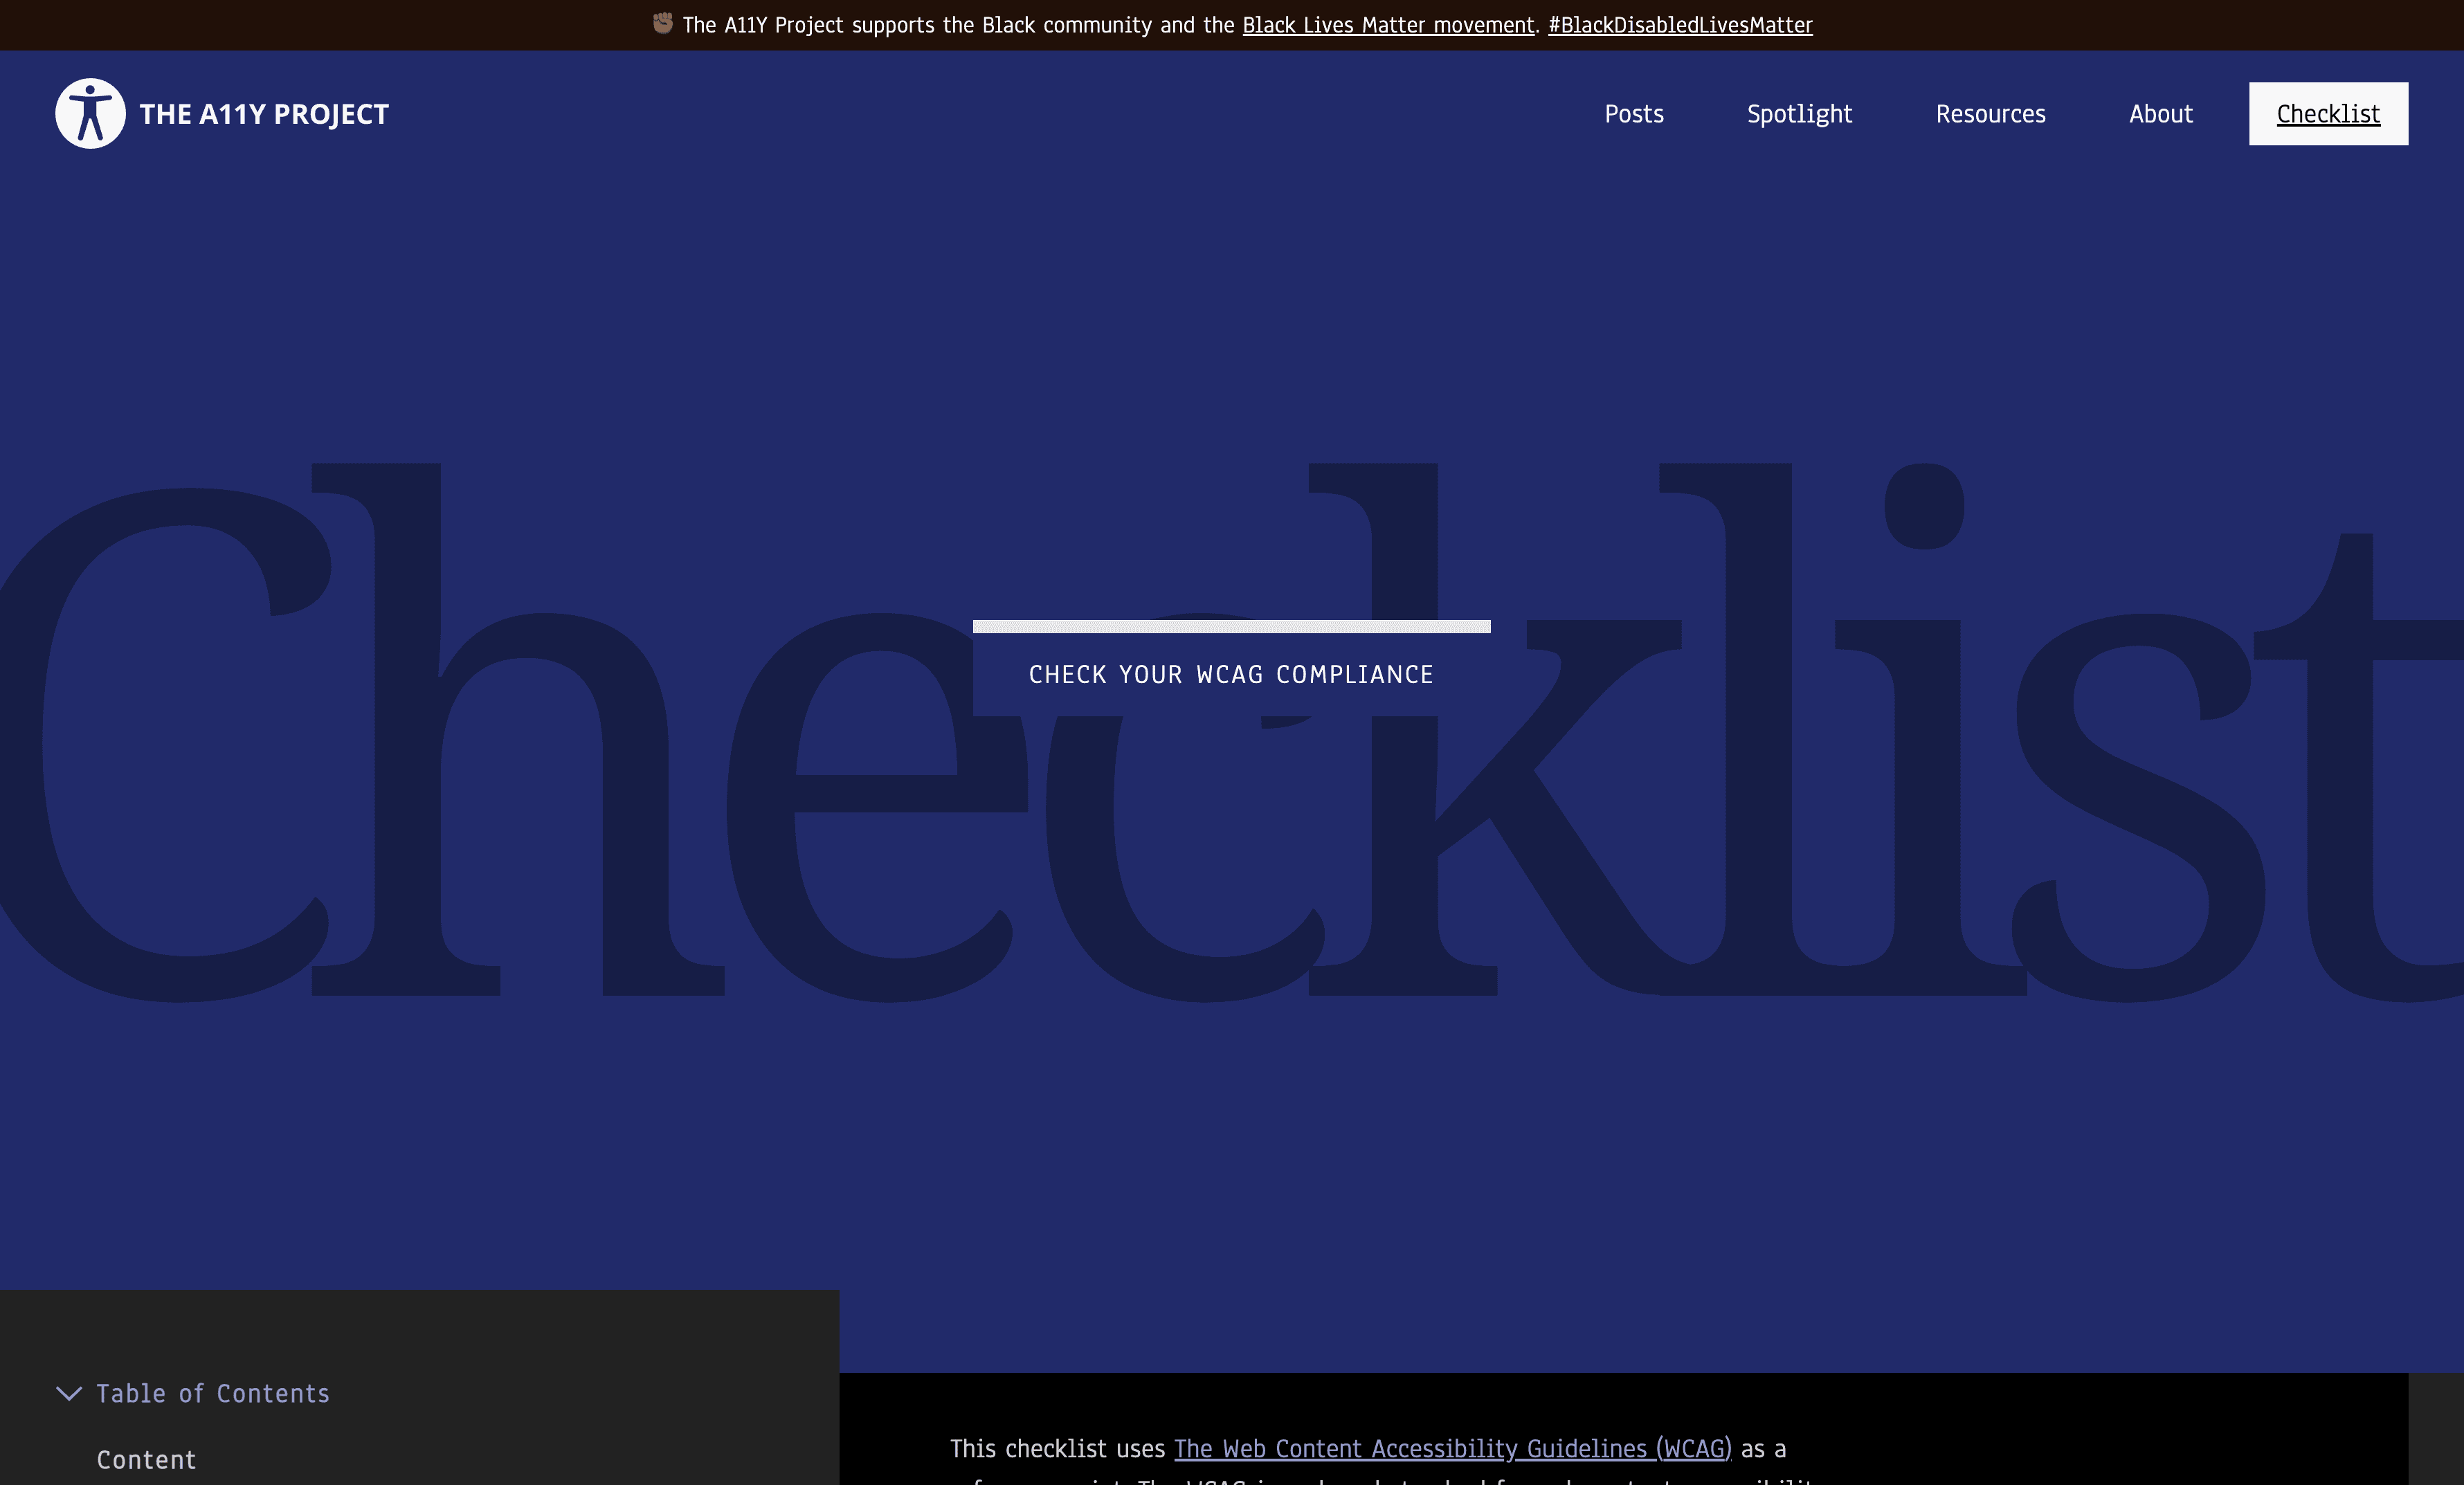 ✊🏾 The A11Y Project supports the Black community and the Black Lives Matter movement. #BlackDisabledLivesMatter
THE A11Y PROJECT
Posts
Spotlight
Resources
About
Checklist
Checklist
CHECK YOUR WCAG COMPLIANCE
Table of Contents
Content
This checklist uses The Web Content Accessibility Guidelines (WCAG) as a